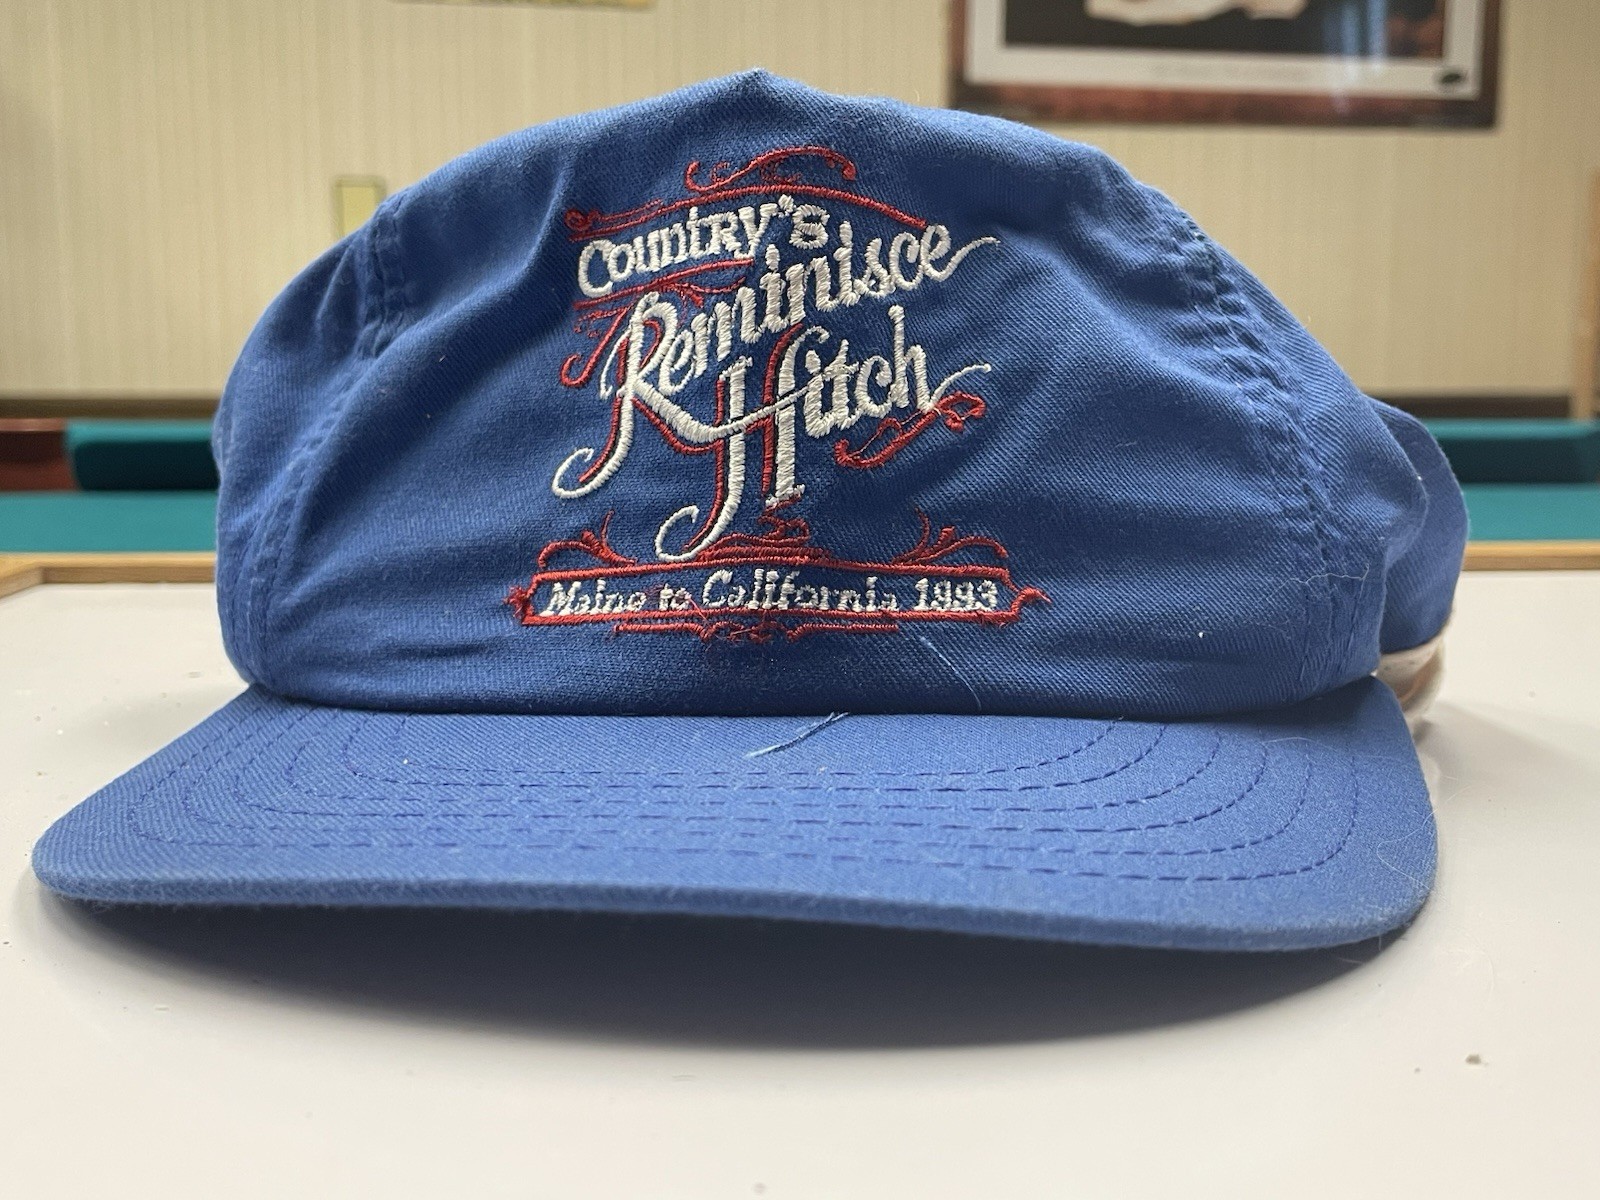 Country's
Reminisce
Hitch
Maine to California 1993